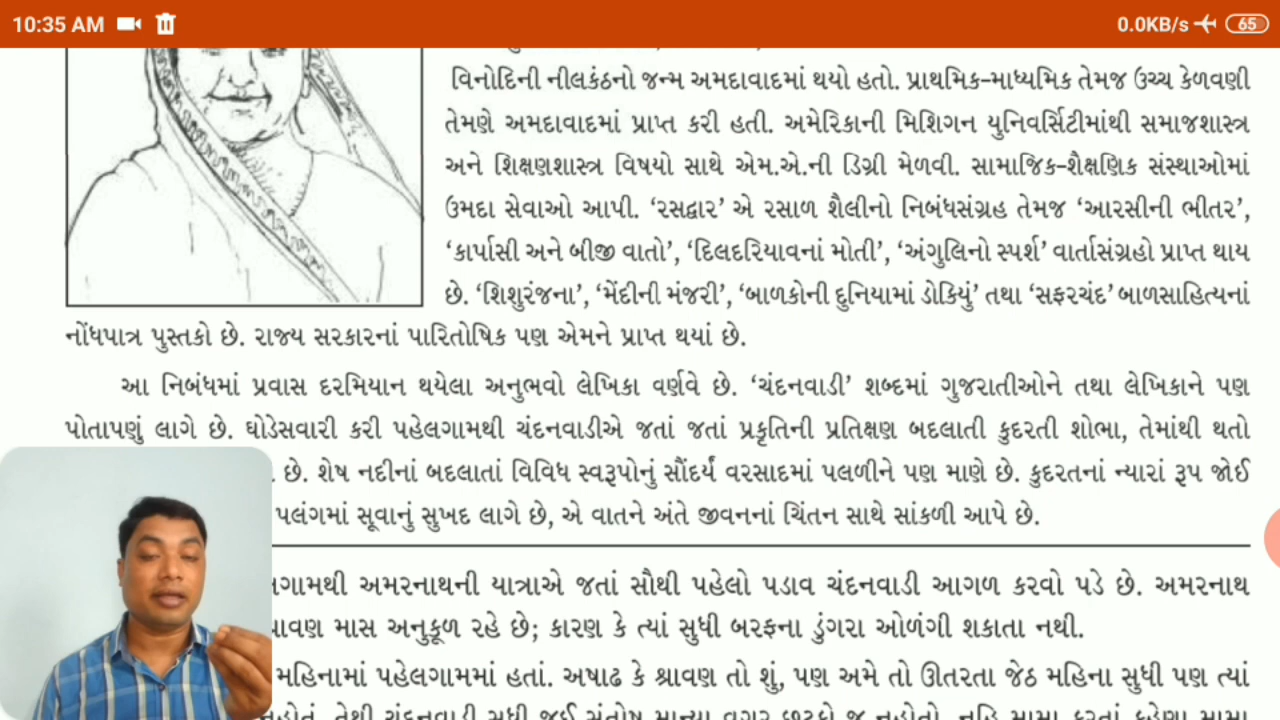 10:35 AM
0.0KB/s 65
વિનોદિની નીલકંઠનો જન્મ અમદાવાદમાં થયો હતો. પ્રાથમિક-માધ્યમિક તેમજ ઉચ્ચ કેળવણી
તેમણે અમદાવાદમાં પ્રાપ્ત કરી હતી. અમેરિકાની મિશિગન યુનિવર્સિટીમાંથી સમાજશાસ્ત્ર
અને શિક્ષણશાસ્ત્ર વિષયો સાથે એમ.એ.ની ડિગ્રી મેળવી. સામાજિક-શૈક્ષણિક સંસ્થાઓમાં
ઉમદા સેવાઓ આપી. ‘રસદ્વાર’ એ રસાળ શૈલીનો નિબંધસંગ્રહ તેમજ ‘આરસીની ભીતર’,
‘કાર્પાસી અને બીજી વાતો’, ‘દિલદરિયાવનાં મોતી’, ‘અંગુલિનો સ્પર્શ’ વાર્તાસંગ્રહો પ્રાપ્ત થાય
છે. ‘શિશુરંજના’, ‘મેંદીની મંજરી’, ‘બાળકોની દુનિયામાં ડોકિયું’ તથા ‘સફરચંદ’ બાળસાહિત્યનાં
નોંધપાત્ર પુસ્તકો છે. રાજ્ય સરકારનાં પારિતોષિક પણ એમને પ્રાપ્ત થયાં છે.
આ નિબંધમાં પ્રવાસ દરમિયાન થયેલા અનુભવો લેખિકા વર્ણવે છે. ‘ચંદનવાડી’ શબ્દમાં ગુજરાતીઓને તથા લેખિકાને પણ
પોતાપણું લાગે છે. ઘોડેસવારી કરી પહેલગામથી ચંદનવાડીએ જતાં જતાં પ્રકૃતિની પ્રતિક્ષણ બદલાતી કુદરતી શોભા, તેમાંથી થતો
છે. શેષ નદીનાં બદલાતાં વિવિધ સ્વરૂપોનું સૌંદર્ય વરસાદમાં પલળીને પણ માણે છે. કુદરતનાં ન્યારાં રૂપ જોઈ
પલંગમાં સૂવાનું સુખદ લાગે છે, એ વાતને અંતે જીવનનાં ચિંતન સાથે સાંકળી આપે છે.
અમરનાથની યાત્રાએ જતાં સૌથી પહેલો પડાવ ચંદનવાડી આગળ કરવો પડે છે. અમરનાથ
માસ અનુકૂળ રહે છે; કારણ કે ત્યાં સુધી બરફના ડુંગરા ઓળંગી શકાતા નથી.
મહિનામાં પહેલગામમાં હતાં. અષાઢ કે શ્રાવણ તો શું, પણ અમે તો ઊતરતા જેઠ મહિના સુધી પણ ત્યાં